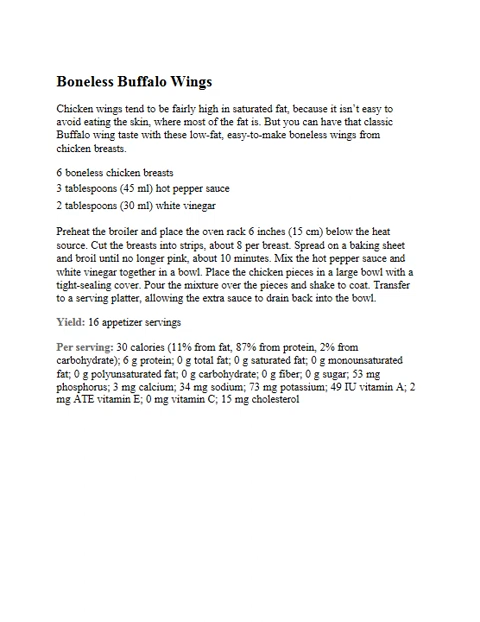 Boneless Buffalo Wings
Chicken wings tend to be fairly high in saturated fat, because it isn’t easy to
avoid eating the skin, where most of the fat is. But you can have that classic
Buffalo wing taste with these low-fat, easy-to-make boneless wings from
chicken breasts.
6 boneless chicken breasts
3 tablespoons (45 ml) hot pepper sauce
2 tablespoons (30 ml) white vinegar
Preheat the broiler and place the oven rack 6 inches (15 cm) below the heat
source. Cut the breasts into strips, about 8 per breast. Spread on a baking sheet
and broil until no longer pink, about 10 minutes. Mix the hot pepper sauce and
white vinegar together in a bowl. Place the chicken pieces in a large bowl with a
tight-sealing cover. Pour the mixture over the pieces and shake to coat. Transfer
to a serving platter, allowing the extra sauce to drain back into the bowl.
Yield: 16 appetizer servings
Per serving: 30 calories (11% from fat, 87% from protein, 2% from
carbohydrate); 6 g protein; 0 g total fat; 0 g saturated fat; 0 g monounsaturated
fat; 0 g polyunsaturated fat; 0 g carbohydrate; 0 g fiber; 0 g sugar; 53 mg
phosphorus; 3 mg calcium; 34 mg sodium; 73 mg potassium; 49 IU vitamin A; 2
mg ATE vitamin E; 0 mg vitamin C; 15 mg cholesterol